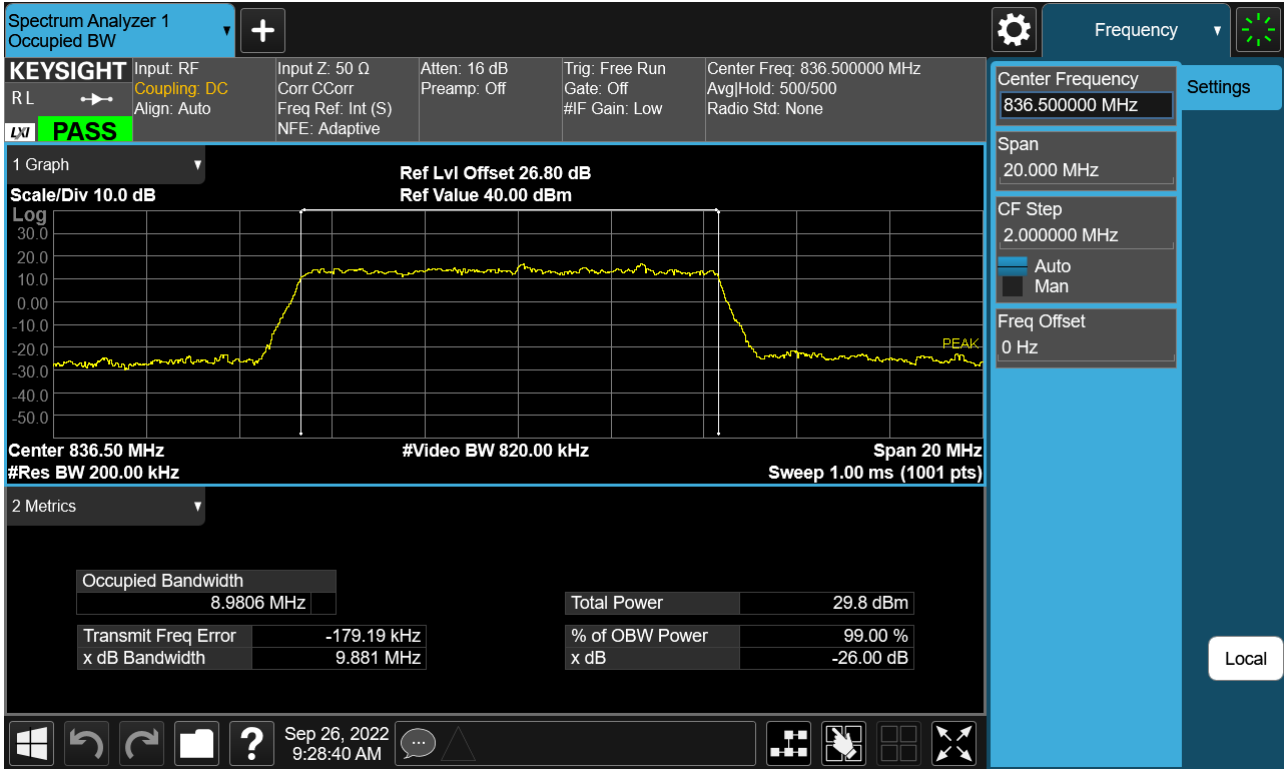 Spectrum Analyzer 1
Occupied BW
Frequency
KEYSIGHT
R L
LXI
PASS
Input: RF
Coupling: DC
Align: Auto
Input Z: 50 Ω
Corr CCorr
Freq Ref: Int (S)
NFE: Adaptive
Atten: 16 dB
Preamp: Off
Trig: Free Run
Gate: Off
#IF Gain: Low
Center Freq: 836.500000 MHz
Avg|Hold: 500/500
Radio Std: None
Center Frequency
836.500000 MHz
Settings
Span
20.000 MHz
CF Step
2.000000 MHz
Auto
Man
Freq Offset
0 Hz
Local
1 Graph
Scale/Div 10.0 dB
Ref Lvl Offset 26.80 dB
Ref Value 40.00 dBm
Log
30.0
20.0
10.0
0.00
-10.0
-20.0
-30.0
-40.0
-50.0
PEAK
Center 836.50 MHz
#Video BW 820.00 kHz
Span 20 MHz
#Res BW 200.00 kHz
Sweep 1.00 ms (1001 pts)
2 Metrics
Occupied Bandwidth
8.9806 MHz
Total Power 29.8 dBm
Transmit Freq Error -179.19 kHz
% of OBW Power 99.00 %
x dB Bandwidth 9.881 MHz
x dB -26.00 dB
?
Sep 26, 2022
9:28:40 AM